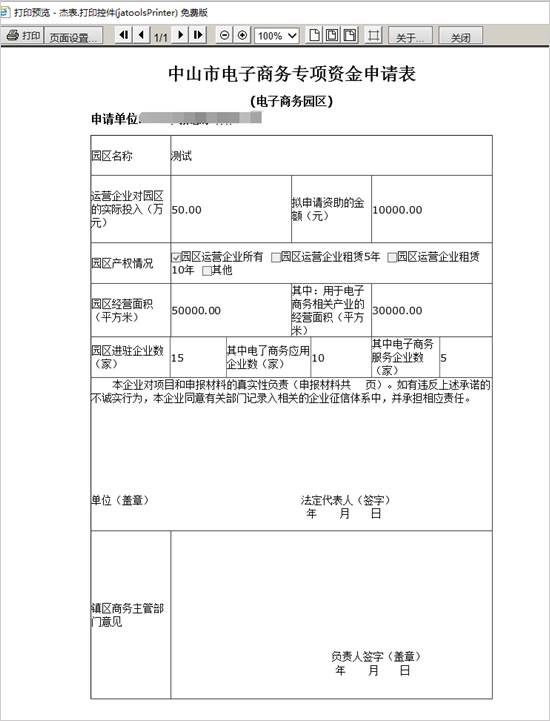 打印预览 - 杰表.打印控件(jatoolsPrinter) 免费版
打印 页面设置... 1/1 100% 关于... 关闭
中山市电子商务专项资金申请表
(电子商务园区)
申请单位:
园区名称 测试
运营企业对园区
的实际投入（万
元） 50.00 拟申请资助的金
额（元） 10000.00
园区产权情况 园区运营企业所有 园区运营企业租赁5年 园区运营企业租赁
10年 其他
园区经营面积
（平方米） 50000.00 其中：用于电子
商务相关产业的
经营面积（平方
米） 30000.00
园区进驻企业数
（家） 15 其中电子商务应用
企业数（家） 10 其中电子商务
服务企业数
（家） 5
本企业对项目和申报材料的真实性负责（申报材料共 页）。如有违反上述承诺的
不诚实行为，本企业同意有关部门记录入相关的企业征信体系中，并承担相应责任。
单位（盖章） 法定代表人（签字）
年 月 日
镇区商务主管部
门意见
负责人签字（盖章）
年 月 日